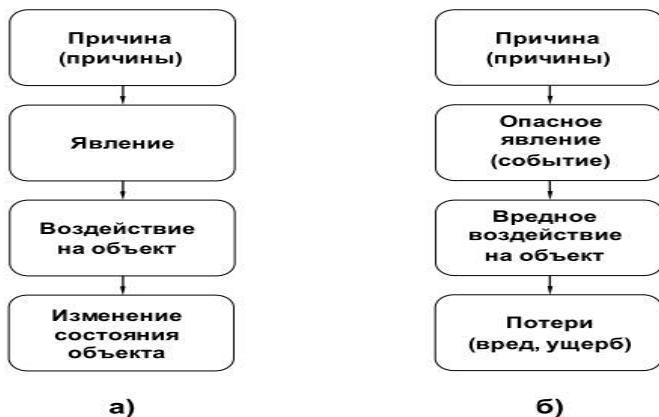 Причина
(причины)
Явление
Воздействие
на объект
Изменение
состояния
объекта
а)
Причина
(причины)
Опасное
явление
(событие)
Вредное
воздействие
на объект
Потери
(вред, ущерб)
б)